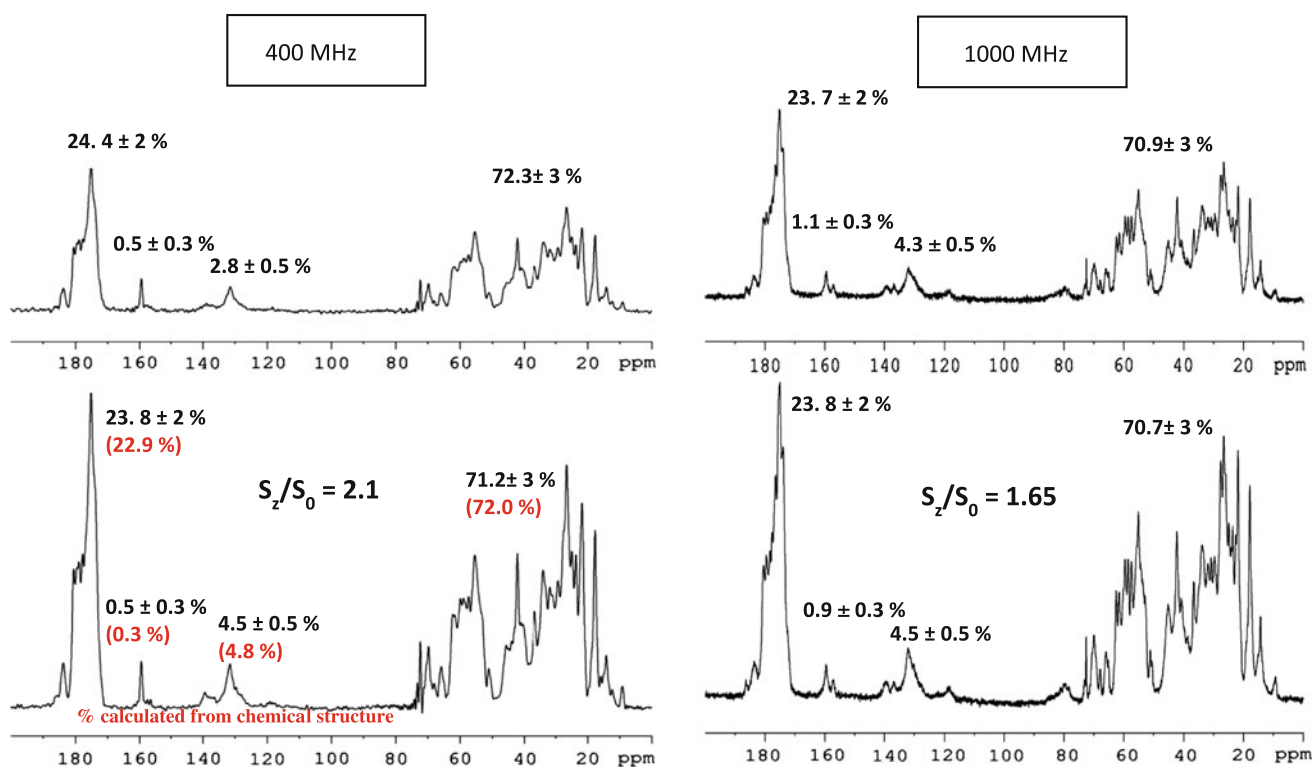 400 MHz
24. 4 ± 2 %
72.3± 3 %
0.5 ± 0.3 %
2.8 ± 0.5 %
180 160 140 120 100 80 60 40 20 ppm
1000 MHz
23. 7 ± 2 %
70.9± 3 %
1.1 ± 0.3 %
4.3 ± 0.5 %
180 160 140 120 100 80 60 40 20 ppm
23. 8 ± 2 %
(22.9 %)
Sz/S0 = 2.1
71.2± 3 %
(72.0 %)
0.5 ± 0.3 %
(0.3 %)
4.5 ± 0.5 %
(4.8 %)
% calculated from chemical structure
180 160 140 120 100 80 60 40 20 ppm
23. 8 ± 2 %
70.7± 3 %
Sz/S0 = 1.65
0.9 ± 0.3 %
4.5 ± 0.5 %
180 160 140 120 100 80 60 40 20 ppm